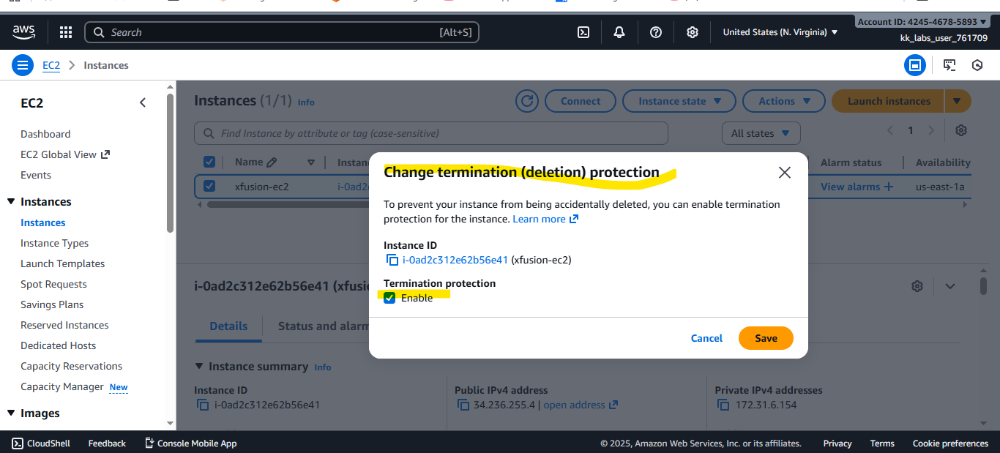 aws
Search
[Alt+S]
United States (N. Virginia)
Account ID: 4245-4678-5893
kk_labs_user_761709
EC2
Instances
EC2
Dashboard
EC2 Global View
Events
Instances
Instances
Instance Types
Launch Templates
Spot Requests
Savings Plans
Reserved Instances
Dedicated Hosts
Capacity Reservations
Capacity Manager New
Images
Instances (1/1) Info
Connect
Instance state
Actions
Launch instances
Find Instance by attribute or tag (case-sensitive)
All states
1
Name
Alarm status
Availability
xfusion-ec2
View alarms +
us-east-1a
Change termination (deletion) protection
To prevent your instance from being accidentally deleted, you can enable termination
protection for the instance. Learn more
Instance ID
i-0ad2c312e62b56e41 (xfusion-ec2)
Termination protection
Enable
Cancel
Save
i-0ad2c312e62b56e41
Details
Status and alarm
Instance summary Info
Instance ID
i-0ad2c312e62b56e41
Public IPv4 address
34.236.255.4 | open address
Private IPv4 addresses
172.31.6.154
CloudShell
Feedback
Console Mobile App
© 2025, Amazon Web Services, Inc. or its affiliates.
Privacy
Terms
Cookie preferences